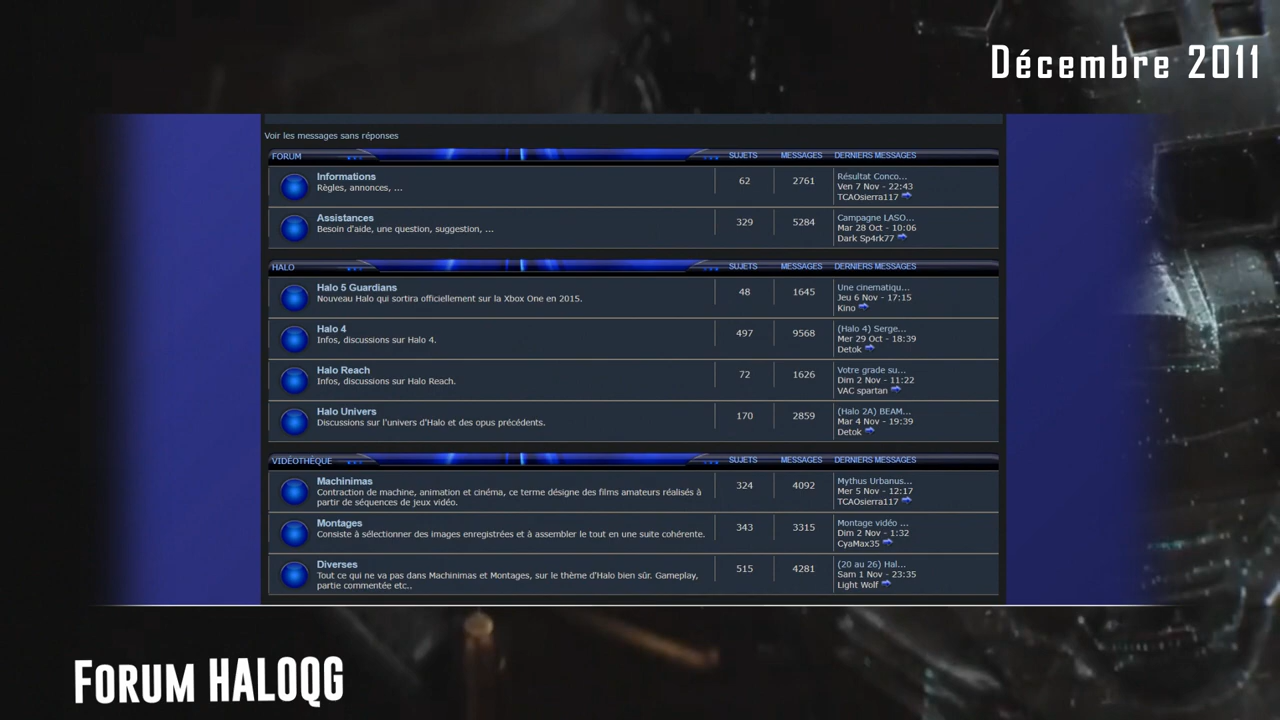 Décembre 2011
Voir les messages sans réponses
FORUM SUJETS MESSAGES DERNIERS MESSAGES
Informations
Règles, annonces, ...
62 2761
Résultat Conco...
Ven 7 Nov - 22:43
TCAOsierra117
Assistances
Besoin d'aide, une question, suggestion, ...
329 5284
Campagne LASO...
Mar 28 Oct - 10:06
Dark Sp4rk77
HALO SUJETS MESSAGES DERNIERS MESSAGES
Halo 5 Guardians
Nouveau Halo qui sortira officiellement sur la Xbox One en 2015.
48 1645
Une cinematiqu...
Jeu 6 Nov - 17:15
Kino
Halo 4
Infos, discussions sur Halo 4.
497 9568
(Halo 4) Serge...
Mer 29 Oct - 18:39
Detok
Halo Reach
Infos, discussions sur Halo Reach.
72 1626
Votre grade su...
Dim 2 Nov - 11:22
VAC spartan
Halo Univers
Discussions sur l'univers d'Halo et des opus précédents.
170 2859
(Halo 2A) BEAM...
Mar 4 Nov - 19:39
Detok
VIDÉOTHÉQUE SUJETS MESSAGES DERNIERS MESSAGES
Machinimas
Contraction de machine, animation et cinéma, ce terme désigne des films amateurs réalisés à
partir de séquences de jeux vidéo.
324 4092
Mythus Urbanus...
Mer 5 Nov - 12:17
TCAOsierra117
Montages
Consiste à sélectionner des images enregistrées et à assembler le tout en une suite cohérente.
343 3315
Montage vidéo ...
Dim 2 Nov - 1:32
CyaMax35
Diverses
Tout ce qui ne va pas dans Machinimas et Montages, sur le thème d'Halo bien sûr. Gameplay,
partie commentée etc..
515 4281
(20 au 26) Hal...
Sam 1 Nov - 23:35
Light Wolf
FORUM HALOQG